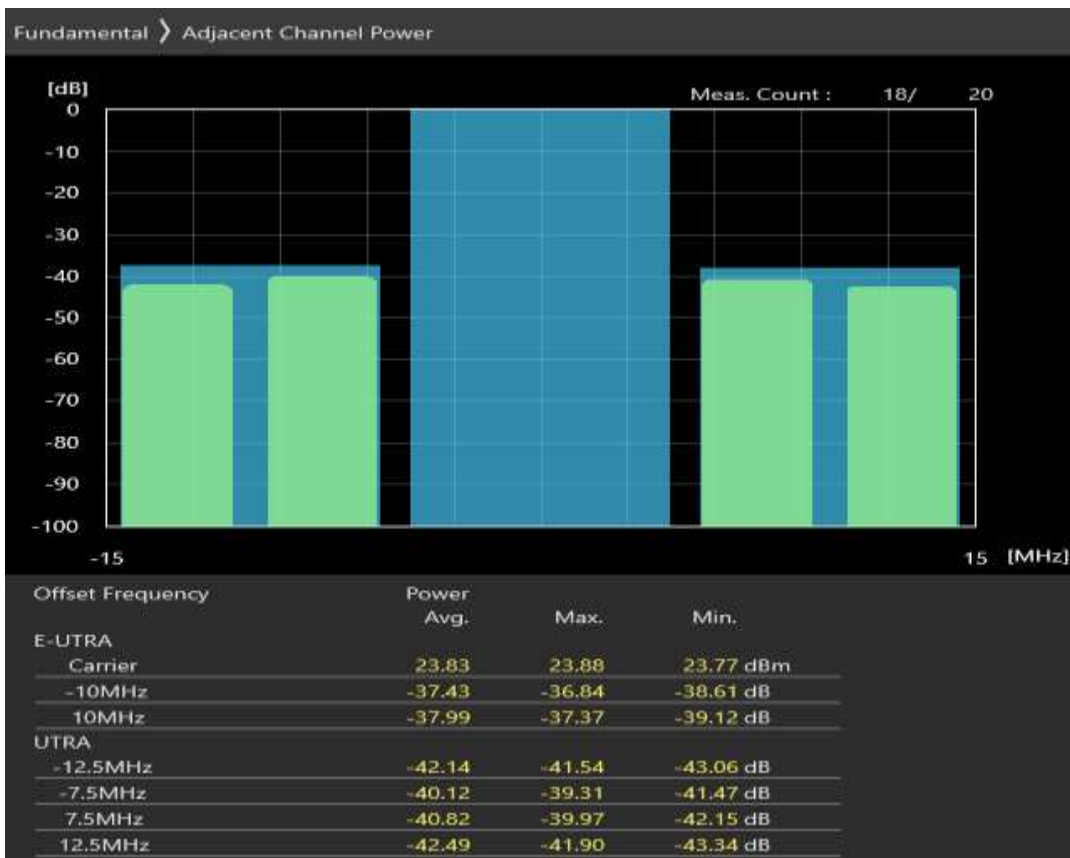 Fundamental ❯ Adjacent Channel Power
[dB]
Meas. Count : 18/ 20
0
-10
-20
-30
-40
-50
-60
-70
-80
-90
-100
-15 15 [MHz]
Offset Frequency Power
Avg. Max. Min.
E-UTRA
Carrier 23.83 23.88 23.77 dBm
-10MHz -37.43 -36.84 -38.61 dB
10MHz -37.99 -37.37 -39.12 dB
UTRA
-12.5MHz -42.14 -41.54 -43.06 dB
-7.5MHz -40.12 -39.31 -41.47 dB
7.5MHz -40.82 -39.97 -42.15 dB
12.5MHz -42.49 -41.90 -43.34 dB